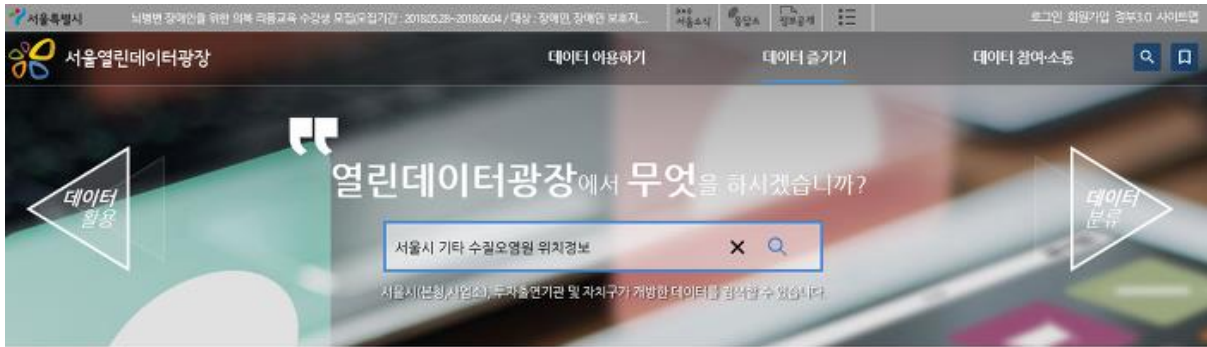 서울특별시 뇌병변 장애인을 위한 의복 리폼교육 수강생 모집(모집기간 : 2018.05.28~2018.06.04 / 대상 : 장애인, 장애인 보호자,... 서울소식 응답소 정보공개 로그인 회원가입 정부3.0 사이트맵
서울열린데이터광장 데이터 이용하기 데이터 즐기기 데이터 참여·소통
열린데이터광장에서 무엇을 하시겠습니까?
데이터 활용
데이터 분류
서울시 기타 수질오염원 위치정보
서울시(본청,사업소), 투자출연기관 및 자치구가 개방한 데이터를 검색할 수 있습니다.